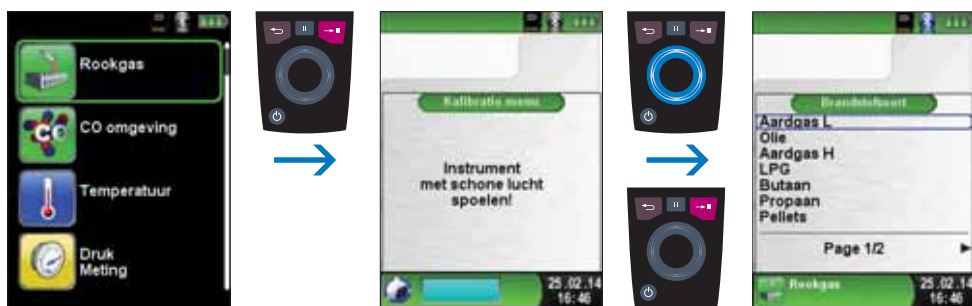 Rookgas
CO
CO omgeving
Temperatuur
Druk
Meting
Kalibratie menu
Instrument
met schone lucht
spoelen!
25.02.14
16:46
Brandstofsoort
Aardgas L
Olie
Aardgas H
LPG
Butaan
Propaan
Pellets
Page 1/2
Rookgas
25.02.14
16:46